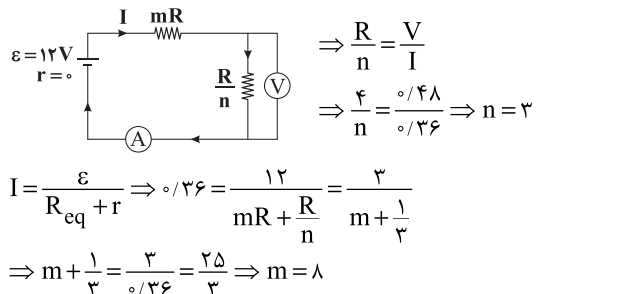 I mR
ε = ۱۲V
r = ۰
R/n
V
A
⇒ R/n = V/I
⇒ ۴/n = ۰/۴۸ / ۰/۳۶ ⇒ n = ۳
I = ε / (R_eq + r) ⇒ ۰/۳۶ = ۱۲ / (mR + R/n) = ۳ / (m + ۱/۳)
⇒ m + ۱/۳ = ۳ / ۰/۳۶ = ۲۵/۳ ⇒ m = ۸